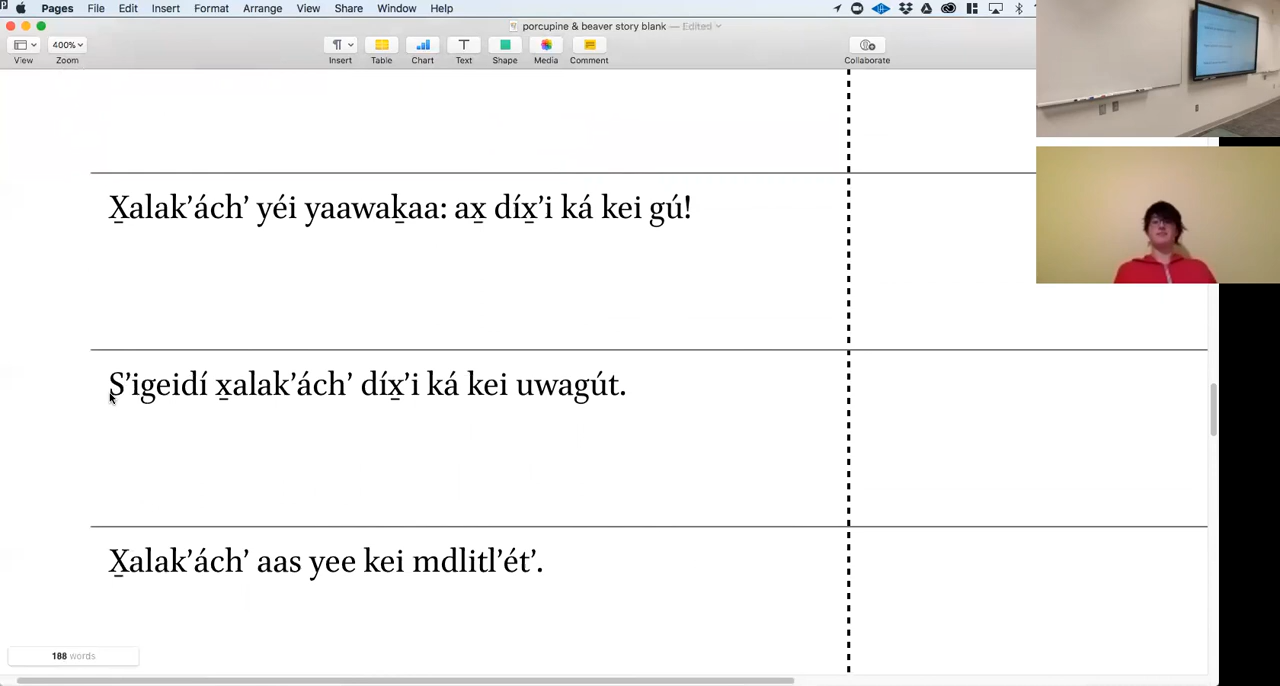 Pages File Edit Insert Format Arrange View Share Window Help
porcupine & beaver story blank — Edited
400%
View Zoom Insert Table Chart Text Shape Media Comment Collaborate
X̱alak’ách’ yéi yaawaḵaa: ax̱ díx̱’i ká kei gú!
S’igeidí x̱alak’ách’ díx̱’i ká kei uwagút.
X̱alak’ách’ aas yee kei mdlitl’ét’.
188 words